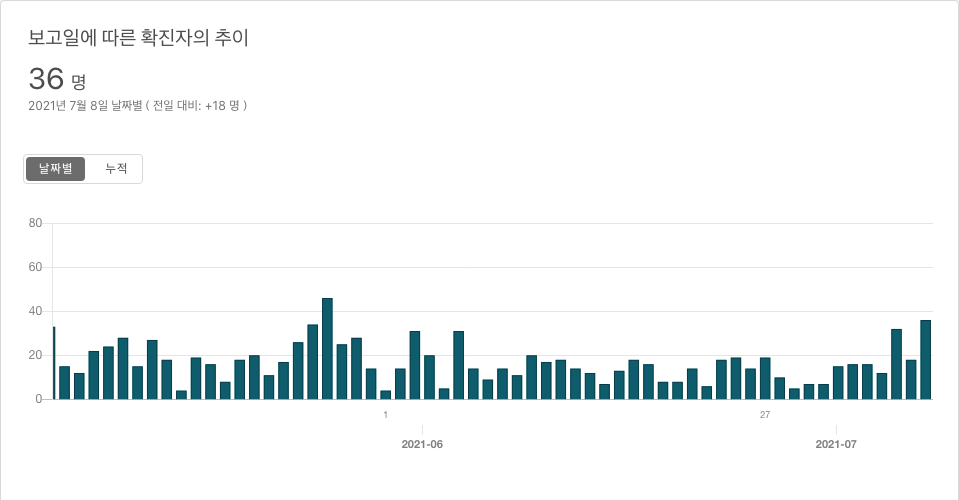 보고일에 따른 확진자의 추이
36 명
2021년 7월 8일 날짜별 ( 전일 대비: +18 명 )
날짜별 누적
80
60
40
20
0
1 27
2021-06 2021-07